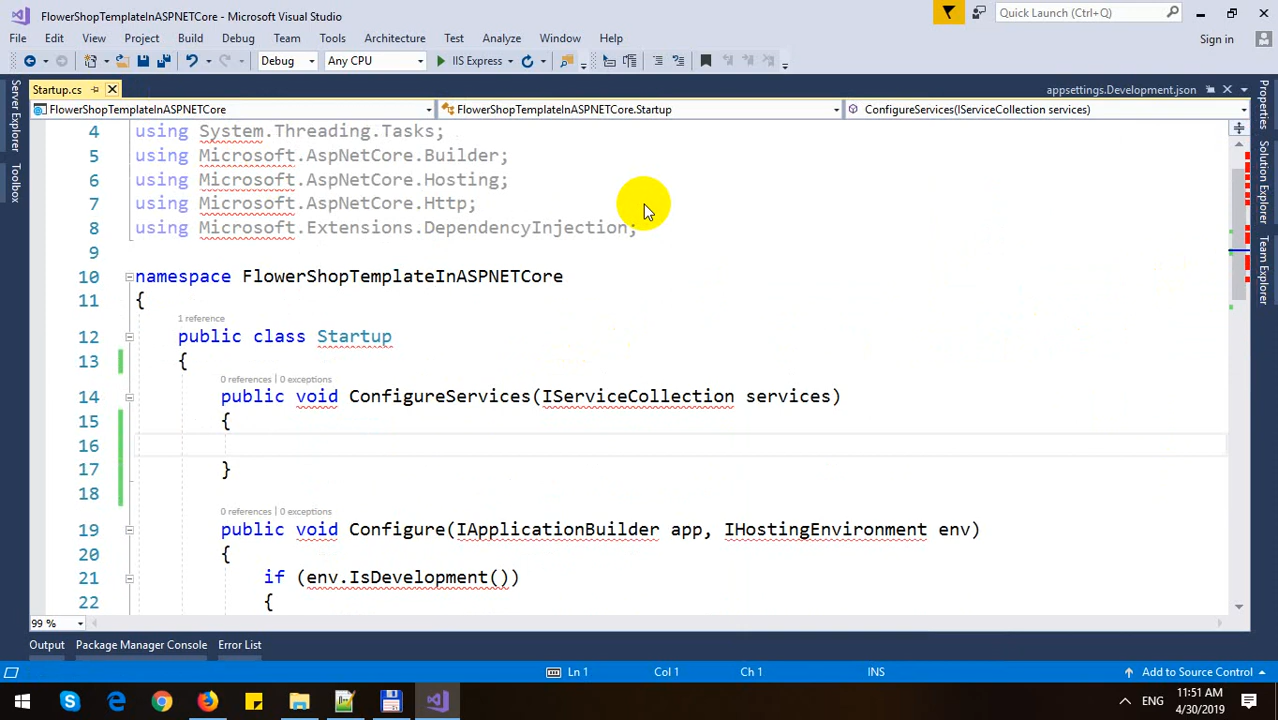 FlowerShopTemplateInASPNETCore - Microsoft Visual Studio
Quick Launch (Ctrl+Q)
File Edit View Project Build Debug Team Tools Architecture Test Analyze Window Help
Sign in
Debug Any CPU IIS Express
Startup.cs
appsettings.Development.json
FlowerShopTemplateInASPNETCore FlowerShopTemplateInASPNETCore.Startup ConfigureServices(IServiceCollection services)
Server Explorer
Toolbox
Properties
Solution Explorer
Team Explorer
4 using System.Threading.Tasks;
5 using Microsoft.AspNetCore.Builder;
6 using Microsoft.AspNetCore.Hosting;
7 using Microsoft.AspNetCore.Http;
8 using Microsoft.Extensions.DependencyInjection;
9
10 namespace FlowerShopTemplateInASPNETCore
11 {
1 reference
12 public class Startup
13 {
0 references | 0 exceptions
14 public void ConfigureServices(IServiceCollection services)
15 {
16
17 }
18
0 references | 0 exceptions
19 public void Configure(IApplicationBuilder app, IHostingEnvironment env)
20 {
21 if (env.IsDevelopment())
22 {
99 %
Output Package Manager Console Error List
Ln 1 Col 1 Ch 1 INS Add to Source Control
ENG
11:51 AM
4/30/2019